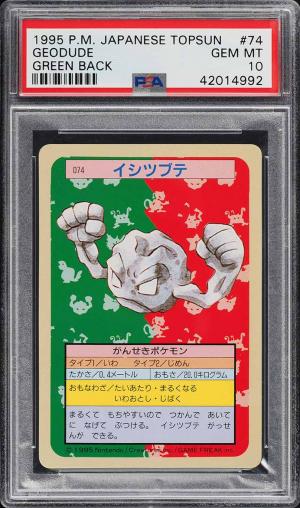 1995 P.M. JAPANESE TOPSUN #74
GEODUDE GEM MT
GREEN BACK 10
PSA 42014992
074 イシツブテ
がんせきポケモン
タイプ1/いわ タイプ2/じめん
たかさ/0.4メートル おもさ/20.0キログラム
おもなわざ/たいあたり・まるくなる
いわおとし・じばく
まるくて もちやすいので つかんで あいて
に なげて ぶつける。イシツブテ がっせ
んが できる。
©1995 Nintendo/Creatures inc./GAME FREAK inc.